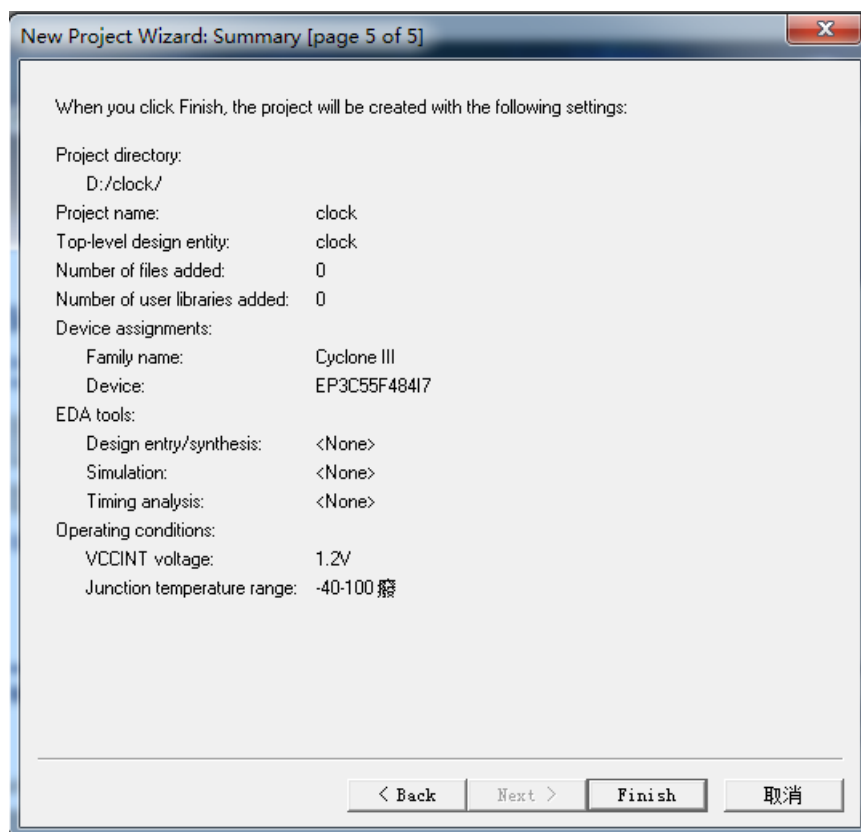 New Project Wizard: Summary [page 5 of 5]
When you click Finish, the project will be created with the following settings:
Project directory:
D:/clock/
Project name: clock
Top-level design entity: clock
Number of files added: 0
Number of user libraries added: 0
Device assignments:
Family name: Cyclone III
Device: EP3C55F484I7
EDA tools:
Design entry/synthesis: <None>
Simulation: <None>
Timing analysis: <None>
Operating conditions:
VCCINT voltage: 1.2V
Junction temperature range: -40-100 癈
< Back Next > Finish 取消